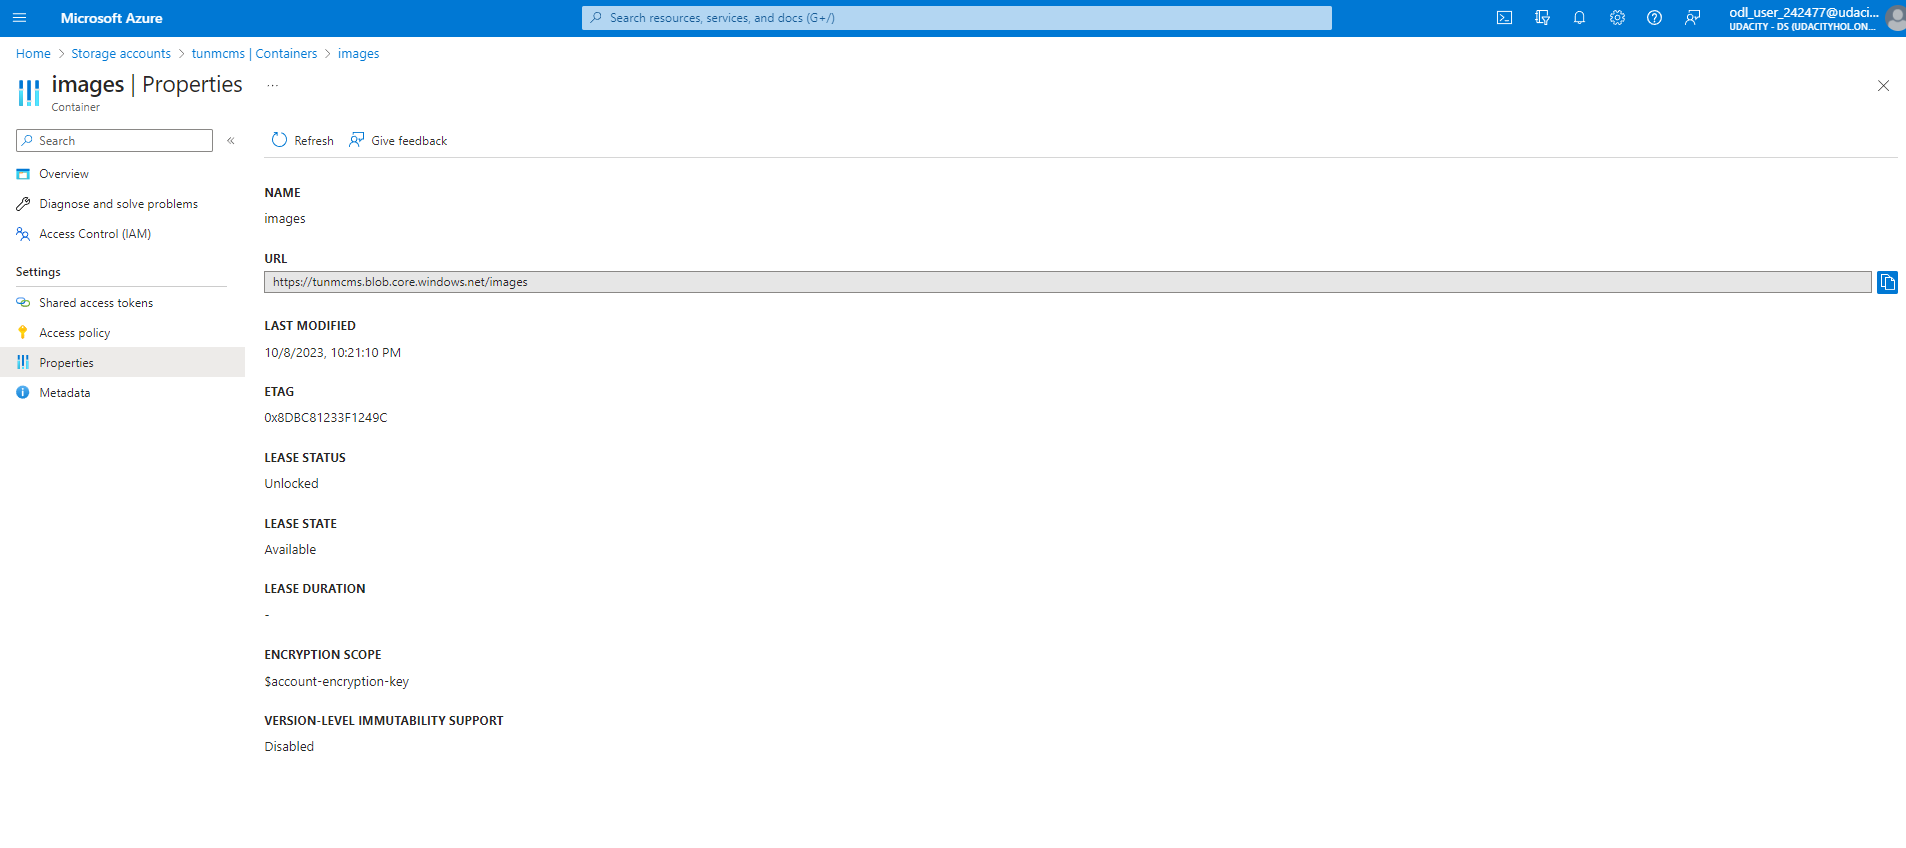 Microsoft Azure
Search resources, services, and docs (G+/)
odl_user_242477@udaci...
UDACITY - DS (UDACITYHOL.ON...
Home > Storage accounts > tunmcms | Containers > images
images | Properties ...
Container
Search
«
Refresh
Give feedback
Overview
Diagnose and solve problems
Access Control (IAM)
Settings
Shared access tokens
Access policy
Properties
Metadata
NAME
images
URL
https://tunmcms.blob.core.windows.net/images
LAST MODIFIED
10/8/2023, 10:21:10 PM
ETAG
0x8DBC81233F1249C
LEASE STATUS
Unlocked
LEASE STATE
Available
LEASE DURATION
-
ENCRYPTION SCOPE
$account-encryption-key
VERSION-LEVEL IMMUTABILITY SUPPORT
Disabled